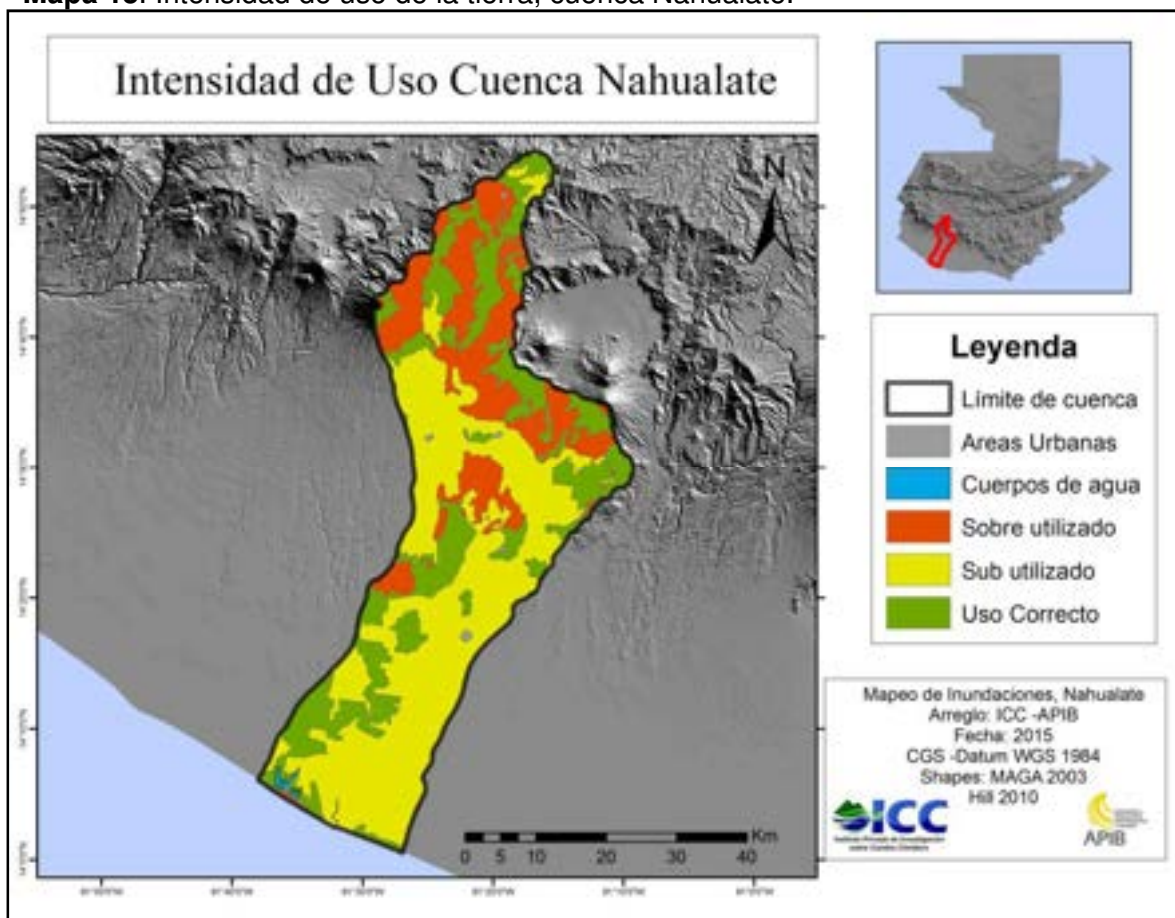 Intensidad de uso de la tierra, cuenca Nahualate.
Intensidad de Uso Cuenca Nahualate
N
Leyenda
Límite de cuenca
Areas Urbanas
Cuerpos de agua
Sobre utilizado
Sub utilizado
Uso Correcto
Mapeo de Inundaciones, Nahualate
Arreglo: ICC -APIB
Fecha: 2015
CGS -Datum WGS 1984
Shapes: MAGA 2003
Hill 2010
ICC
APIB
Km
0 5 10 20 30 40